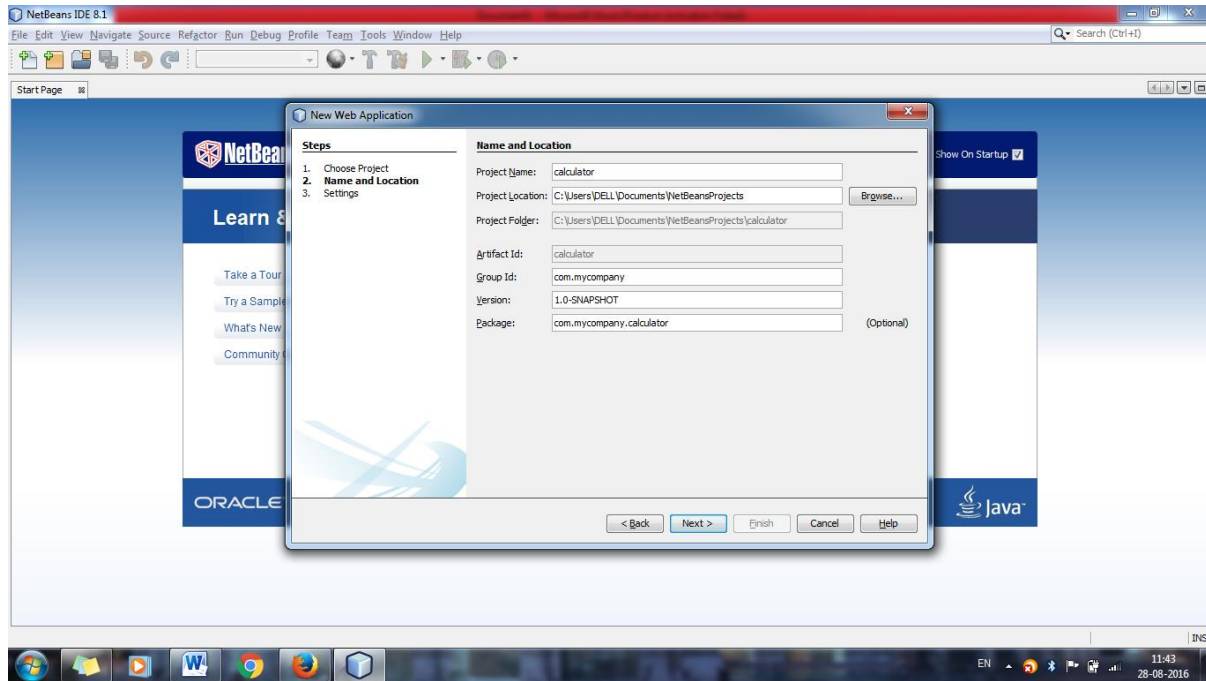 NetBeans IDE 8.1
File Edit View Navigate Source Refactor Run Debug Profile Team Tools Window Help
Search (Ctrl+I)
Start Page
New Web Application
NetBea
Show On Startup
Steps
1. Choose Project
2. Name and Location
3. Settings
Name and Location
Project Name: calculator
Project Location: C:\Users\DELL\Documents\NetBeansProjects Browse...
Project Folder: C:\Users\DELL\Documents\NetBeansProjects\calculator
Artifact Id: calculator
Group Id: com.mycompany
Version: 1.0-SNAPSHOT
Package: com.mycompany.calculator (Optional)
Learn &
Take a Tour
Try a Sample
What's New
Community
ORACLE
Java
< Back Next > Finish Cancel Help
INS
EN
11:43
28-08-2016